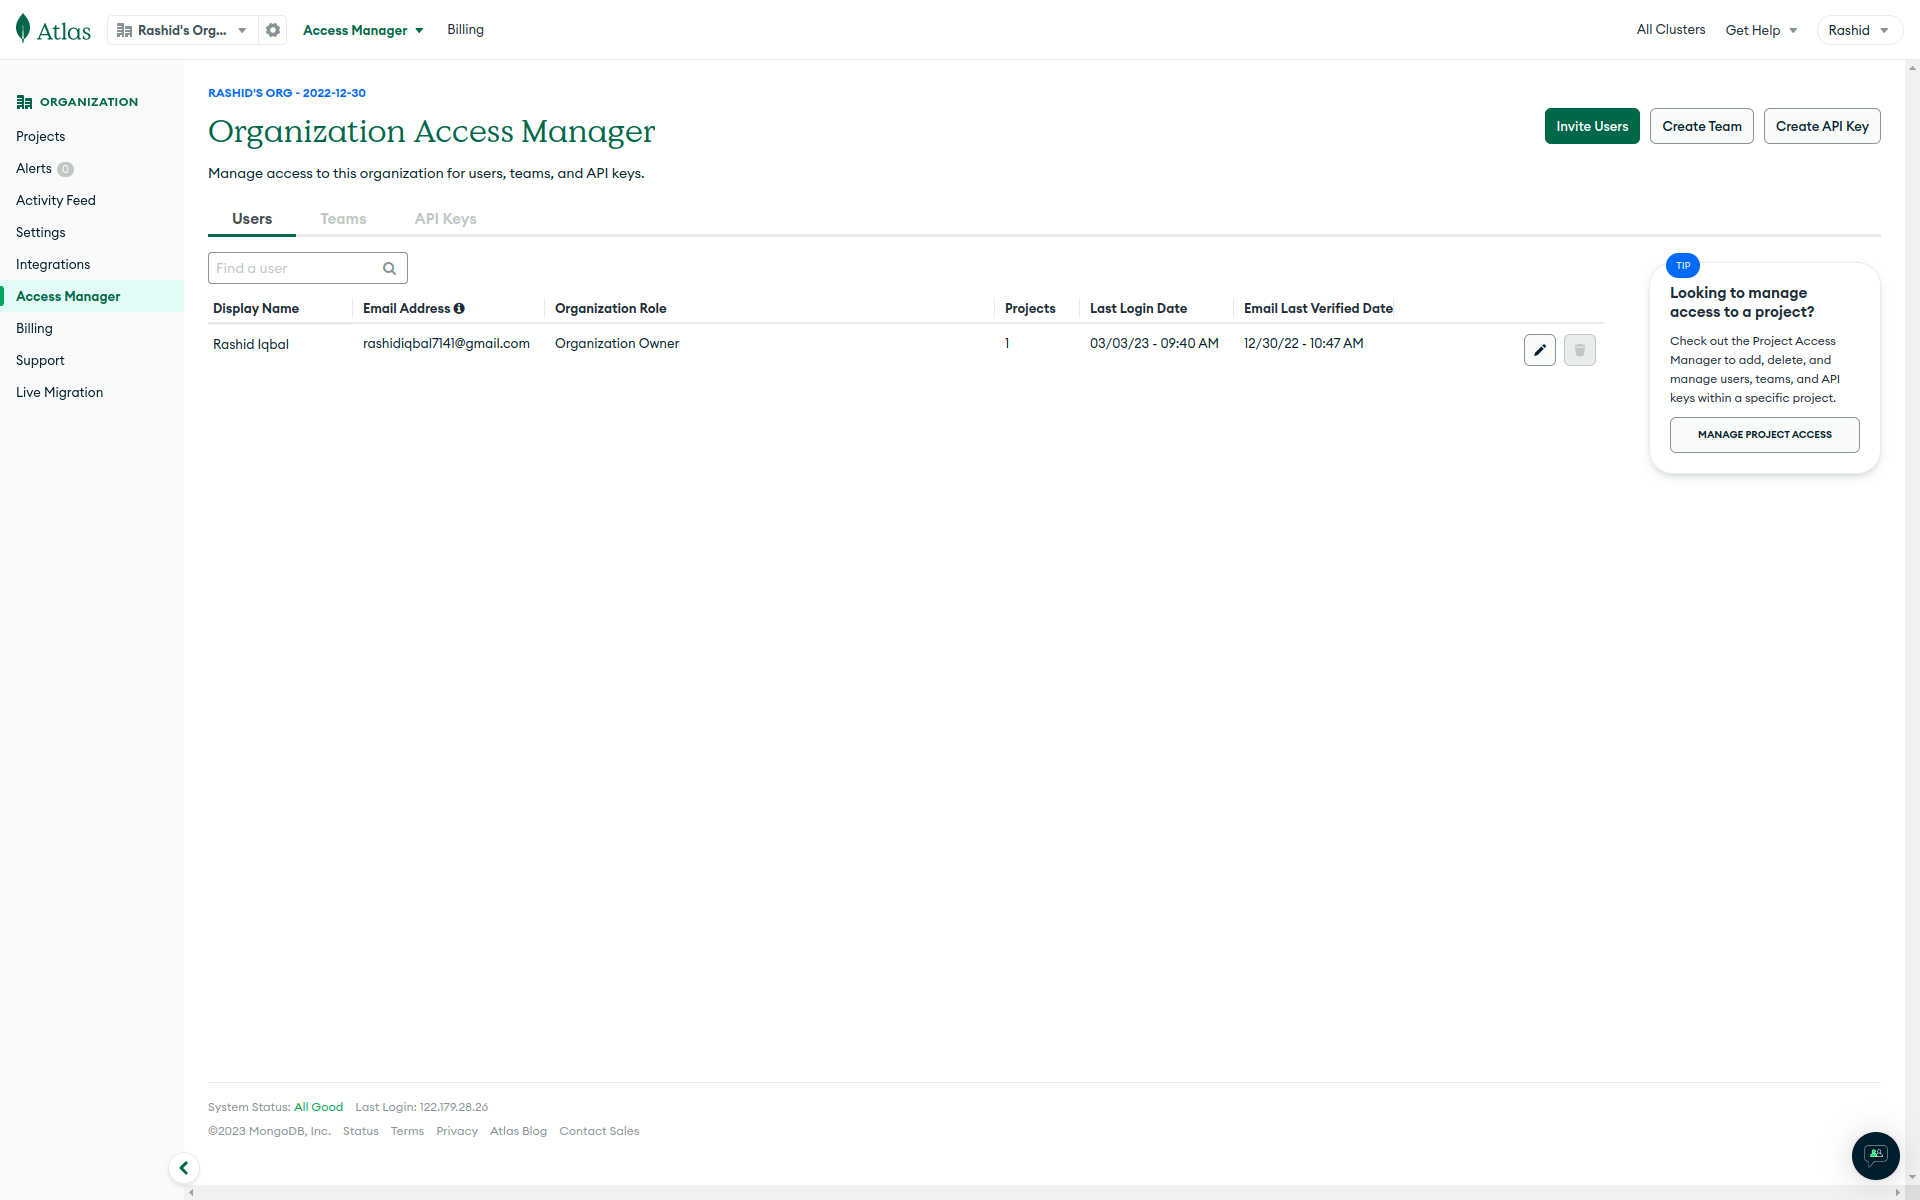 Atlas
Rashid's Org...
Access Manager
Billing
All Clusters
Get Help
Rashid
ORGANIZATION
Projects
Alerts 0
Activity Feed
Settings
Integrations
Access Manager
Billing
Support
Live Migration
RASHID'S ORG - 2022-12-30
Organization Access Manager
Invite Users
Create Team
Create API Key
Manage access to this organization for users, teams, and API keys.
Users
Teams
API Keys
Find a user
Display Name
Email Address
Organization Role
Projects
Last Login Date
Email Last Verified Date
Rashid Iqbal
rashidiqbal7141@gmail.com
Organization Owner
1
03/03/23 - 09:40 AM
12/30/22 - 10:47 AM
TIP
Looking to manage
access to a project?
Check out the Project Access
Manager to add, delete, and
manage users, teams, and API
keys within a specific project.
MANAGE PROJECT ACCESS
System Status: All Good
Last Login: 122.179.28.26
©2023 MongoDB, Inc.
Status
Terms
Privacy
Atlas Blog
Contact Sales